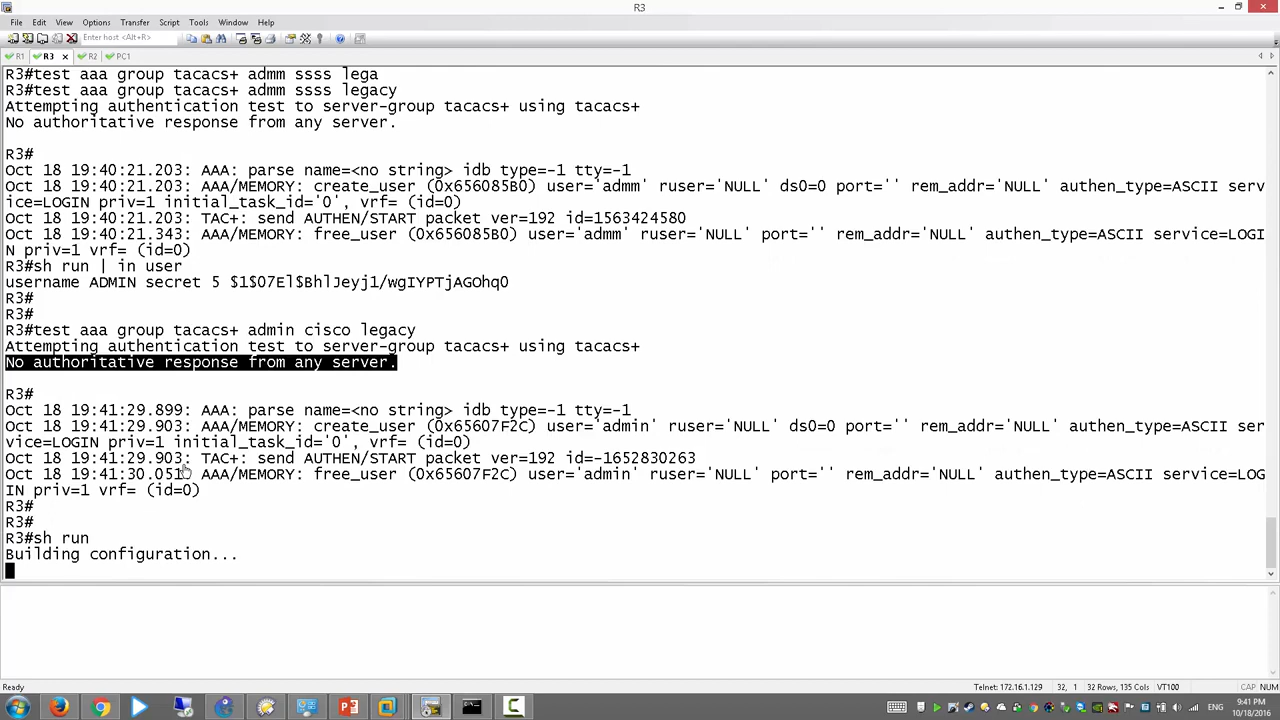 R3
File Edit View Options Transfer Script Tools Window Help
Enter host <Alt+R>
R1 R3 R2 PC1
R3#test aaa group tacacs+ admm ssss lega
R3#test aaa group tacacs+ admm ssss legacy
Attempting authentication test to server-group tacacs+ using tacacs+
No authoritative response from any server.
R3#
Oct 18 19:40:21.203: AAA: parse name=<no string> idb type=-1 tty=-1
Oct 18 19:40:21.203: AAA/MEMORY: create_user (0x656085B0) user='admm' ruser='NULL' ds0=0 port='' rem_addr='NULL' authen_type=ASCII serv
ice=LOGIN priv=1 initial_task_id='0', vrf= (id=0)
Oct 18 19:40:21.203: TAC+: send AUTHEN/START packet ver=192 id=1563424580
Oct 18 19:40:21.343: AAA/MEMORY: free_user (0x656085B0) user='admm' ruser='NULL' port='' rem_addr='NULL' authen_type=ASCII service=LOGI
N priv=1 vrf= (id=0)
R3#sh run | in user
username ADMIN secret 5 $1$07El$BhlJeyj1/wgIYPTjAGOhq0
R3#
R3#
R3#test aaa group tacacs+ admin cisco legacy
Attempting authentication test to server-group tacacs+ using tacacs+
No authoritative response from any server.
R3#
Oct 18 19:41:29.899: AAA: parse name=<no string> idb type=-1 tty=-1
Oct 18 19:41:29.903: AAA/MEMORY: create_user (0x65607F2C) user='admin' ruser='NULL' ds0=0 port='' rem_addr='NULL' authen_type=ASCII ser
vice=LOGIN priv=1 initial_task_id='0', vrf= (id=0)
Oct 18 19:41:29.903: TAC+: send AUTHEN/START packet ver=192 id=-1652830263
Oct 18 19:41:30.051: AAA/MEMORY: free_user (0x65607F2C) user='admin' ruser='NULL' port='' rem_addr='NULL' authen_type=ASCII service=LOG
IN priv=1 vrf= (id=0)
R3#
R3#
R3#sh run
Building configuration...
Ready Telnet: 172.16.1.129 32, 1 32 Rows, 135 Cols VT100 CAP NUM
ENG 9:41 PM
10/18/2016